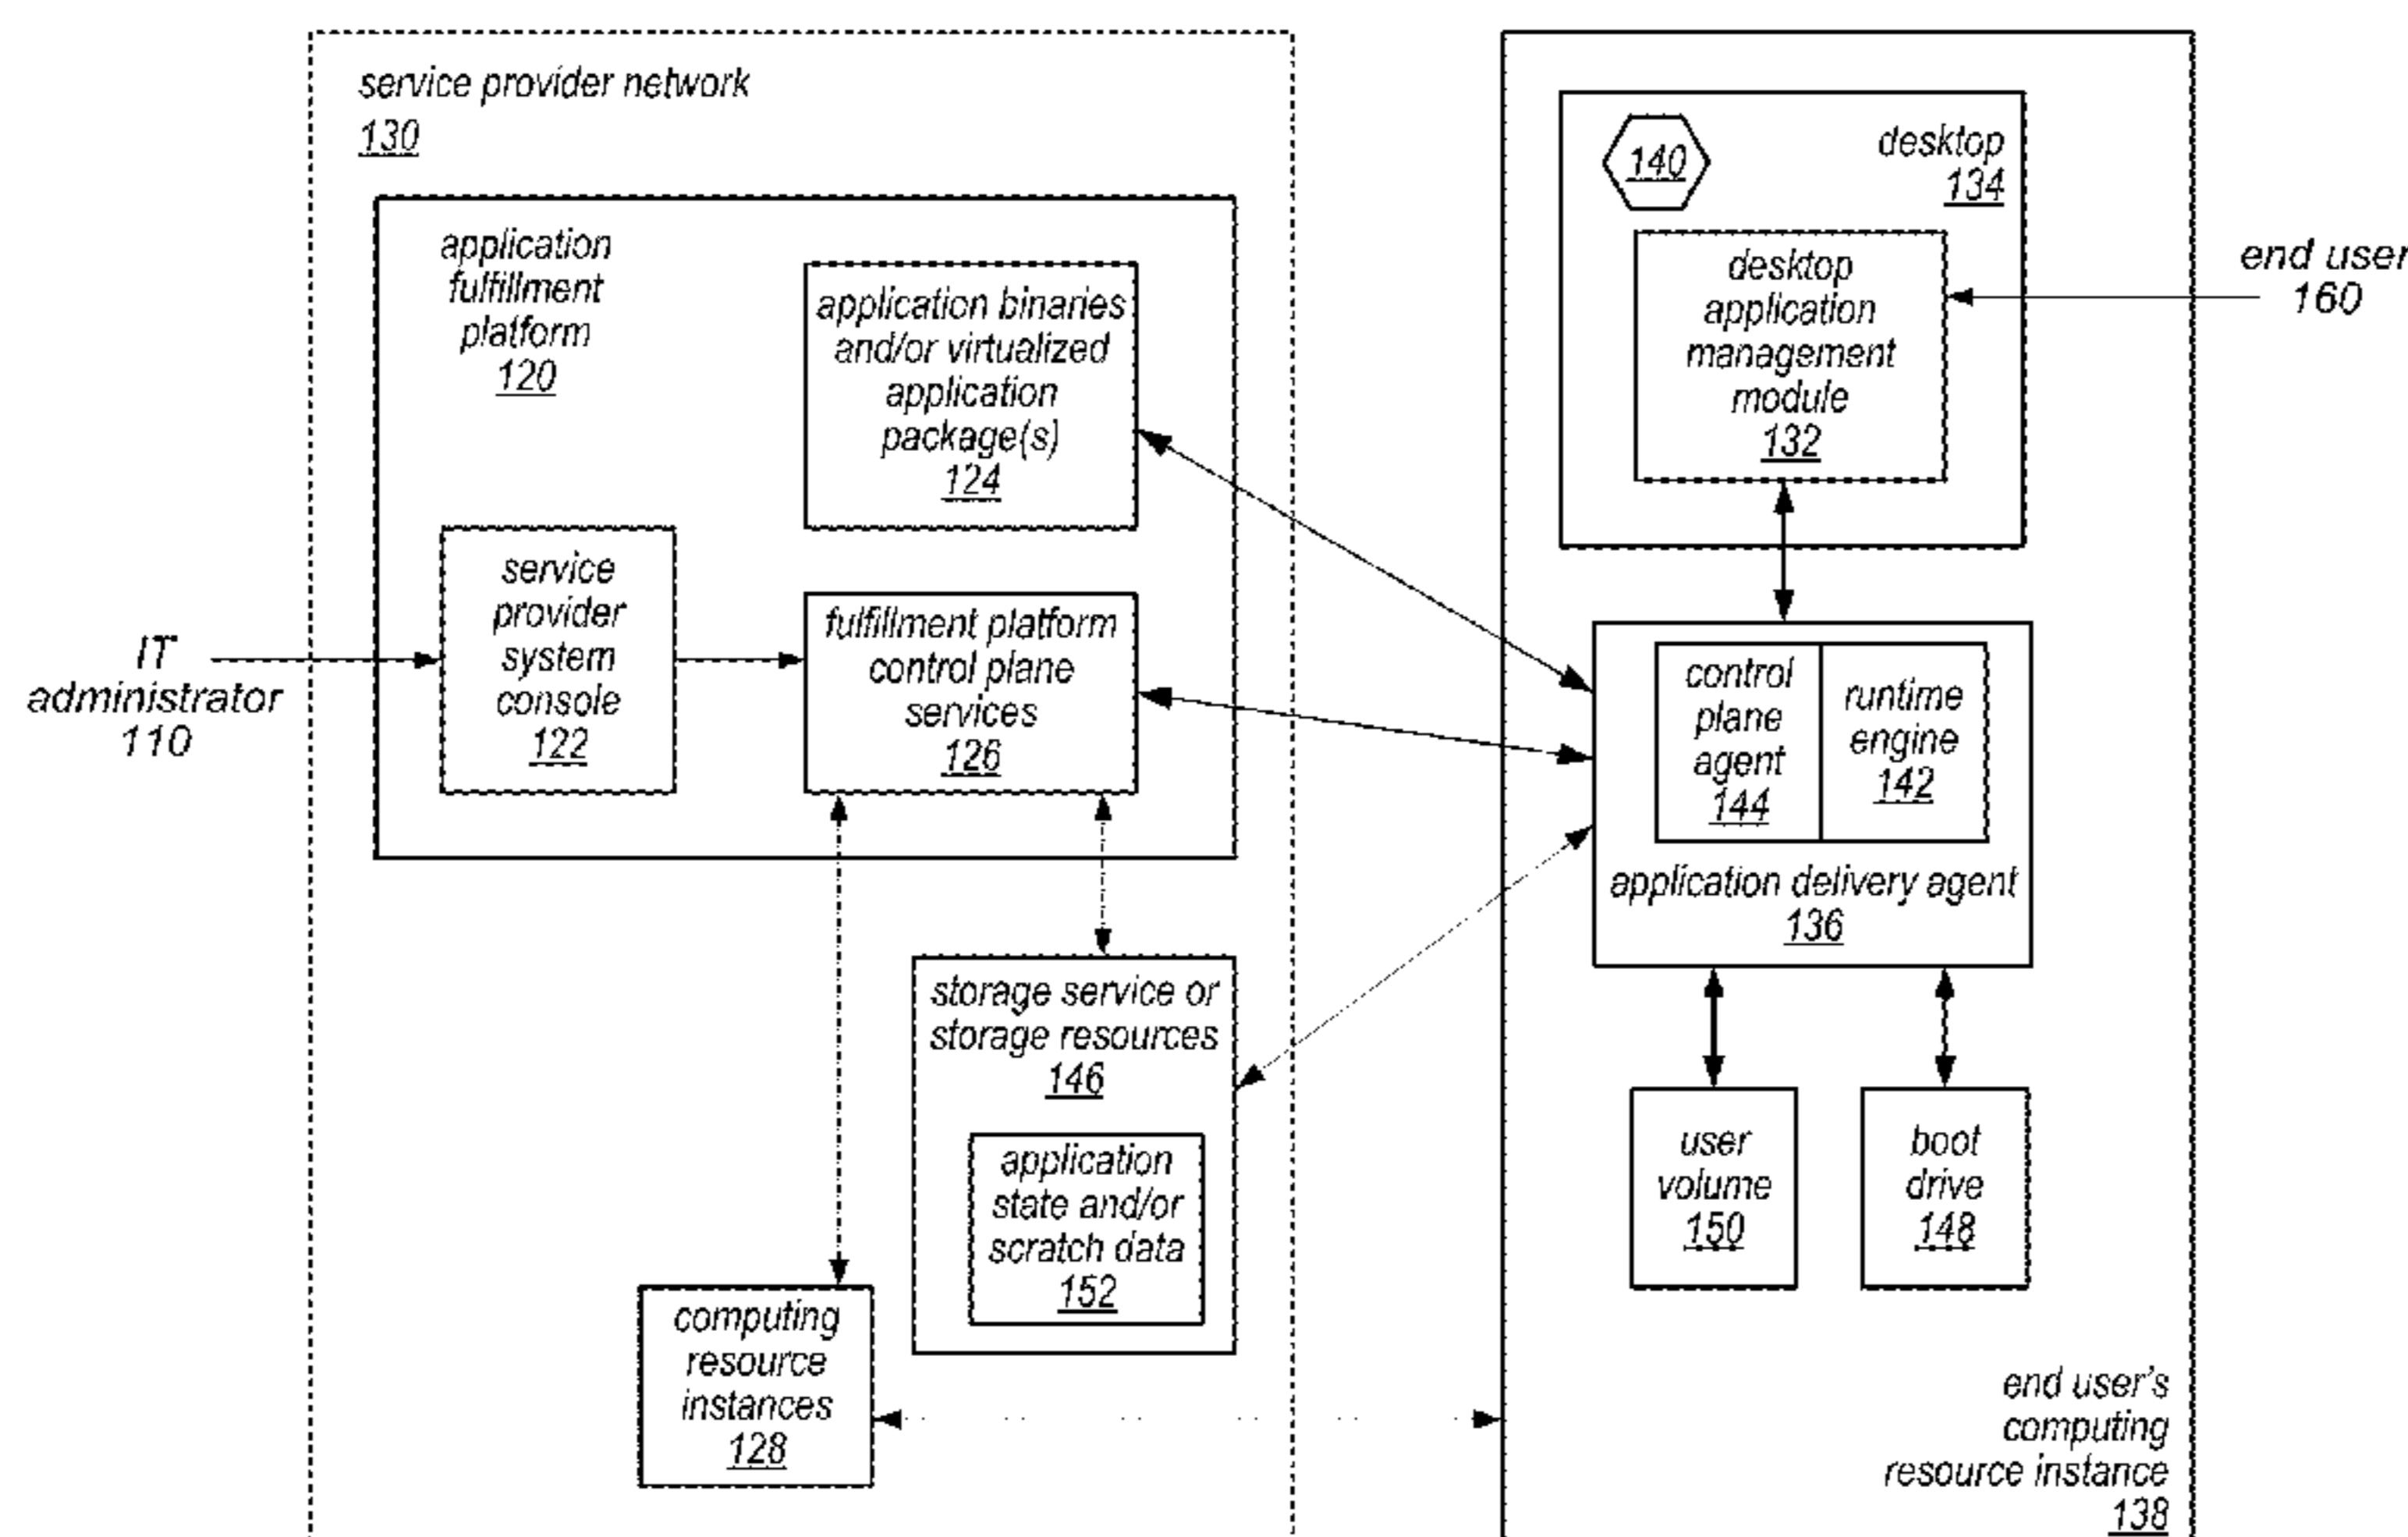 service provider network
130
application
fulfillment
platform
120
application binaries
and/or virtualized
application
package(s)
124
service
provider
system
console
122
fulfillment platform
control plane
services
126
IT
administrator
110
storage service or
storage resources
146
application
state and/or
scratch data
152
computing
resource
instances
128
140
desktop
134
desktop
application
management
module
132
end user
160
control
plane
agent
144
runtime
engine
142
application delivery agent
136
user
volume
150
boot
drive
148
end user's
computing
resource instance
138